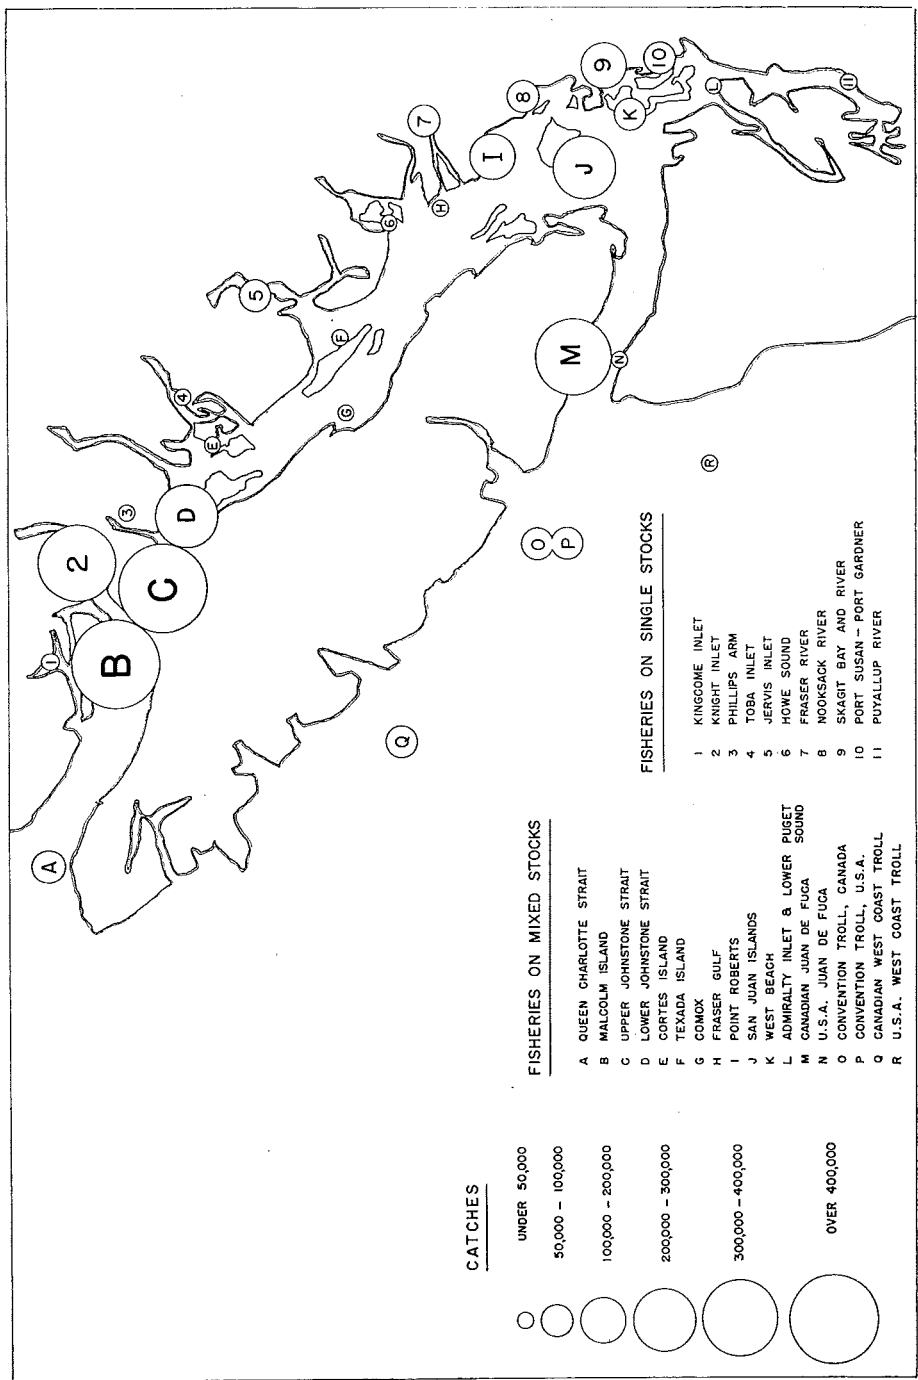 A
B
C
D
E
F
G
H
I
J
K
L
M
N
O
P
Q
R
1
2
3
4
5
6
7
8
9
10
11
CATCHES
UNDER 50,000
50,000 – 100,000
100,000 – 200,000
200,000 – 300,000
300,000 – 400,000
OVER 400,000
FISHERIES ON MIXED STOCKS
A QUEEN CHARLOTTE STRAIT
B MALCOLM ISLAND
C UPPER JOHNSTONE STRAIT
D LOWER JOHNSTONE STRAIT
E CORTES ISLAND
F TEXADA ISLAND
G COMOX
H FRASER GULF
I POINT ROBERTS
J SAN JUAN ISLANDS
K WEST BEACH
L ADMIRALTY INLET & LOWER PUGET
SOUND
M CANADIAN JUAN DE FUCA
N U.S.A. JUAN DE FUCA
O CONVENTION TROLL, CANADA
P CONVENTION TROLL, U.S.A.
Q CANADIAN WEST COAST TROLL
R U.S.A. WEST COAST TROLL
FISHERIES ON SINGLE STOCKS
1 KINGCOME INLET
2 KNIGHT INLET
3 PHILLIPS ARM
4 TOBA INLET
5 JERVIS INLET
6 HOWE SOUND
7 FRASER RIVER
8 NOOKSACK RIVER
9 SKAGIT BAY AND RIVER
10 PORT SUSAN – PORT GARDNER
11 PUYALLUP RIVER